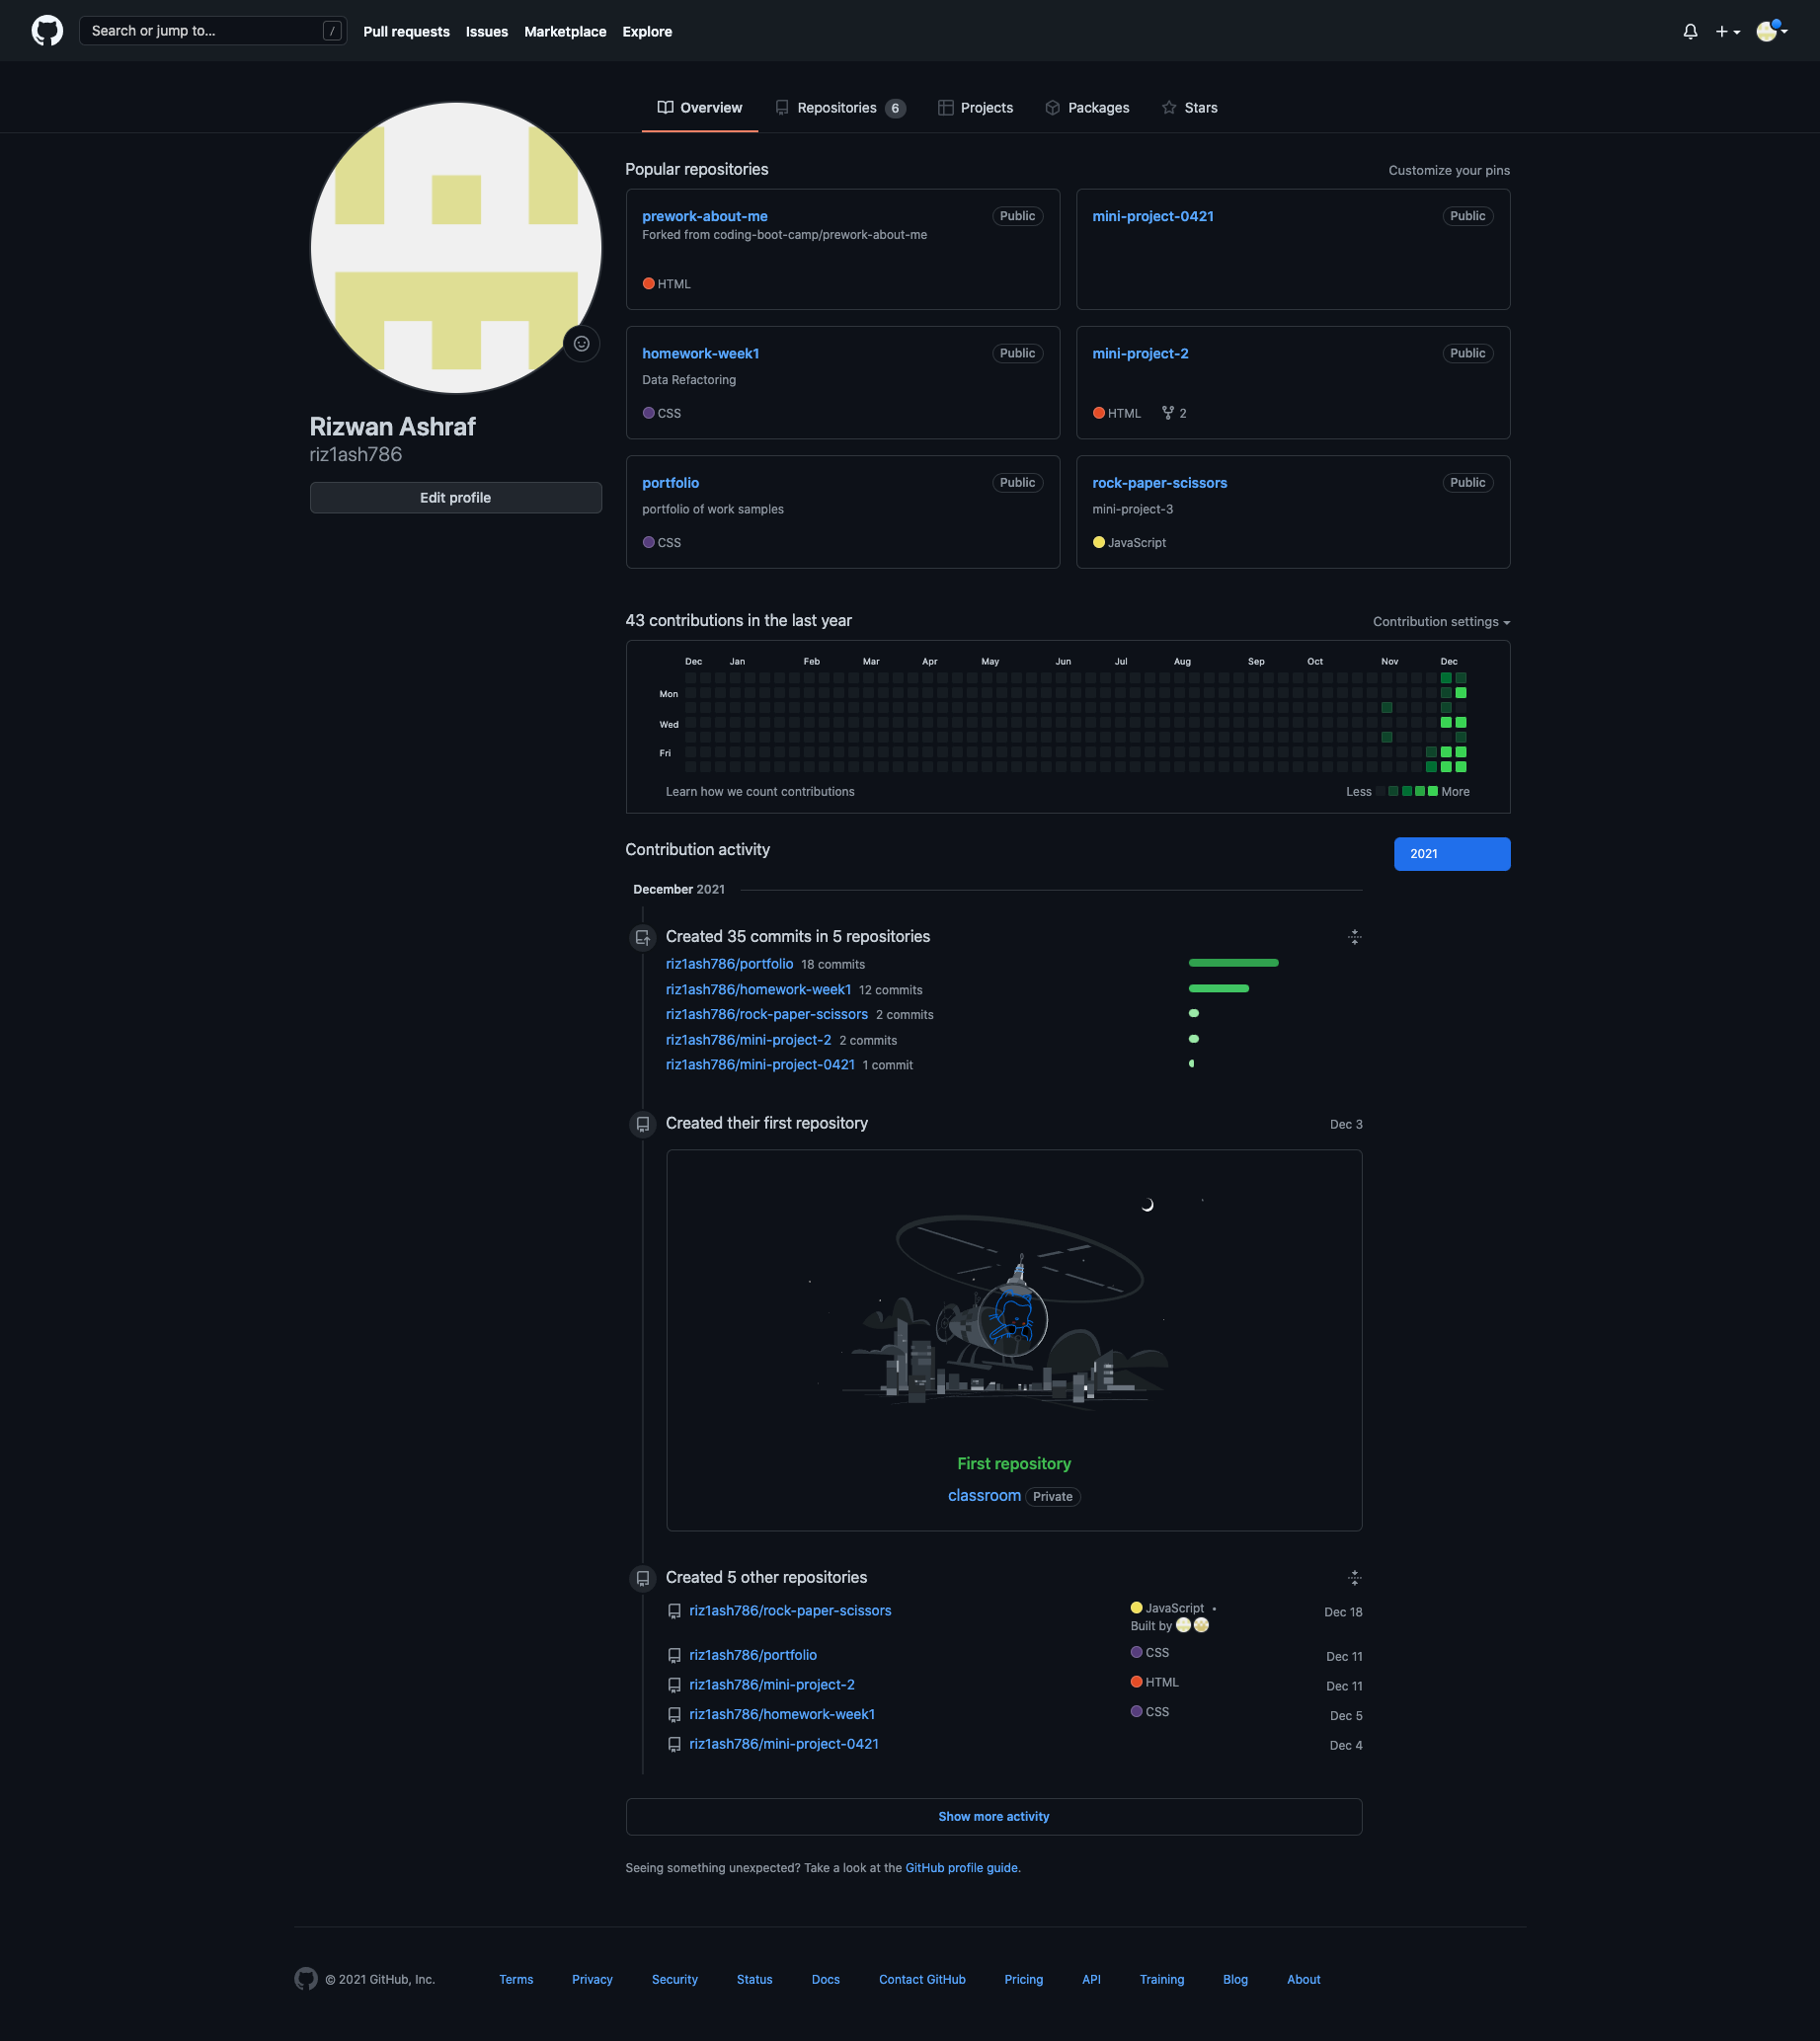 Search or jump to... /
Pull requests Issues Marketplace Explore
Overview Repositories 6 Projects Packages Stars
Rizwan Ashraf
riz1ash786
Edit profile
Popular repositories Customize your pins
prework-about-me Public
Forked from coding-boot-camp/prework-about-me
HTML
mini-project-0421 Public
homework-week1 Public
Data Refactoring
CSS
mini-project-2 Public
HTML 2
portfolio Public
portfolio of work samples
CSS
rock-paper-scissors Public
mini-project-3
JavaScript
43 contributions in the last year Contribution settings
Dec Jan Feb Mar Apr May Jun Jul Aug Sep Oct Nov Dec
Mon
Wed
Fri
Learn how we count contributions Less More
Contribution activity 2021
December 2021
Created 35 commits in 5 repositories
riz1ash786/portfolio 18 commits
riz1ash786/homework-week1 12 commits
riz1ash786/rock-paper-scissors 2 commits
riz1ash786/mini-project-2 2 commits
riz1ash786/mini-project-0421 1 commit
Created their first repository Dec 3
First repository
classroom Private
Created 5 other repositories
riz1ash786/rock-paper-scissors JavaScript • Dec 18
Built by
riz1ash786/portfolio CSS Dec 11
riz1ash786/mini-project-2 HTML Dec 11
riz1ash786/homework-week1 CSS Dec 5
riz1ash786/mini-project-0421 Dec 4
Show more activity
Seeing something unexpected? Take a look at the GitHub profile guide.
© 2021 GitHub, Inc. Terms Privacy Security Status Docs Contact GitHub Pricing API Training Blog About